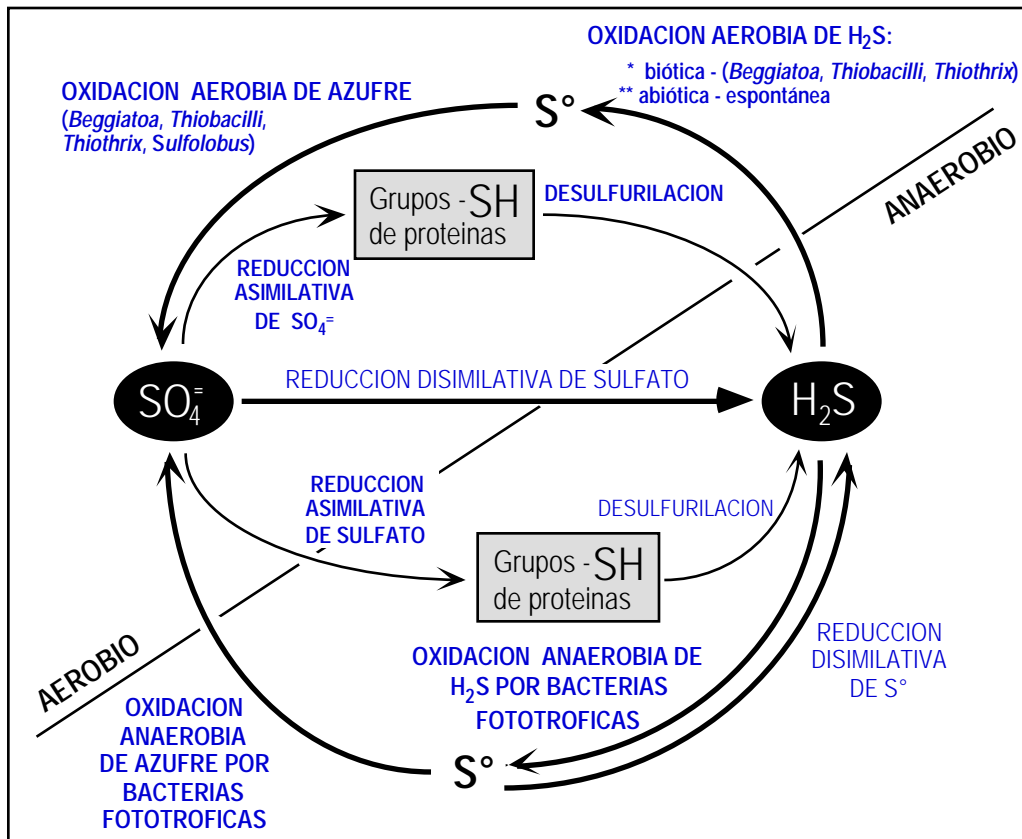 OXIDACION AEROBIA DE H₂S:
* biótica - (Beggiatoa, Thiobacilli, Thiothrix)
** abiótica - espontánea
OXIDACION AEROBIA DE AZUFRE
(Beggiatoa, Thiobacilli,
Thiothrix, Sulfolobus)
S°
ANAEROBIO
Grupos - SH
de proteinas
DESULFURILACION
REDUCCION
ASIMILATIVA
DE SO₄⁼
SO₄⁼
REDUCCION DISIMILATIVA DE SULFATO
H₂S
REDUCCION
ASIMILATIVA
DE SULFATO
DESULFURILACION
Grupos - SH
de proteinas
AEROBIO
OXIDACION ANAEROBIA DE
H₂S POR BACTERIAS
FOTOTROFICAS
REDUCCION
DISIMILATIVA
DE S°
OXIDACION
ANAEROBIA
DE AZUFRE POR
BACTERIAS
FOTOTROFICAS
S°